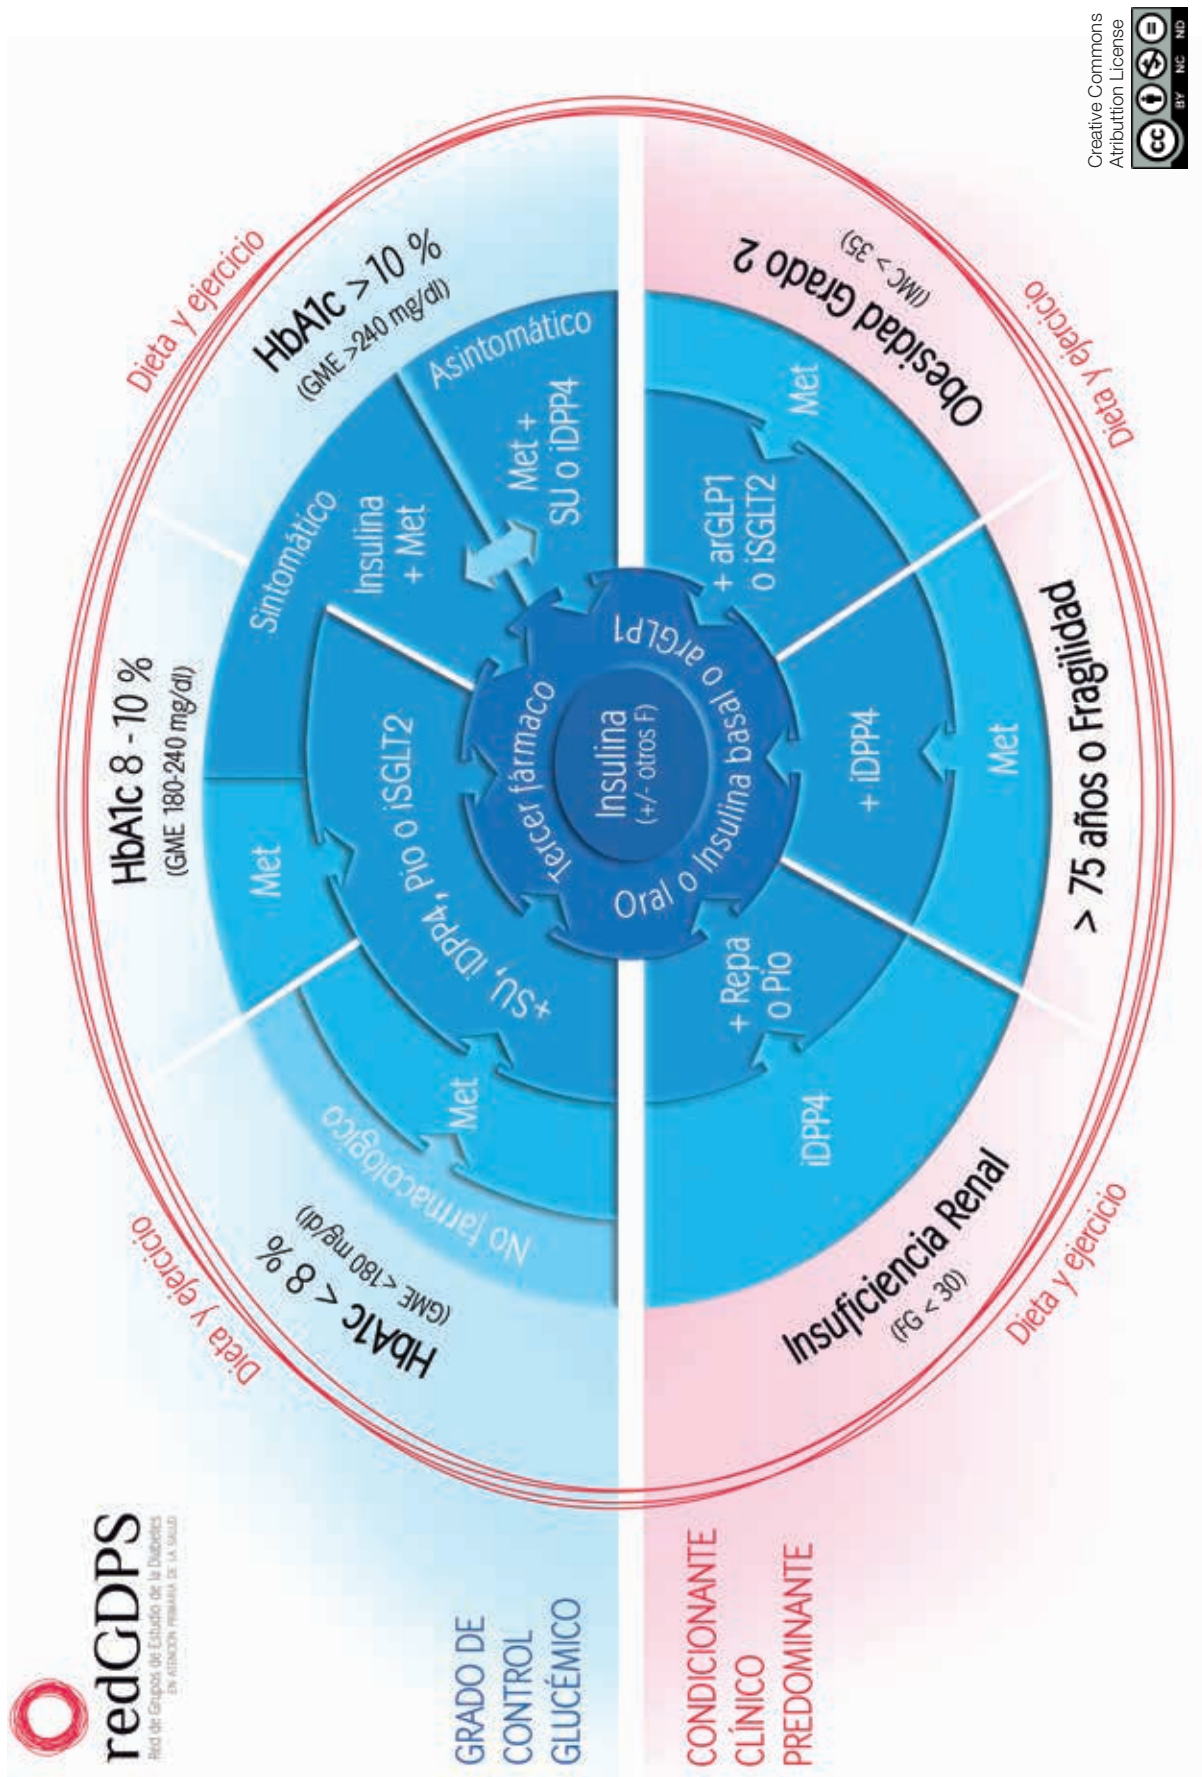 redGDPS
Red de Grupos de Estudio de la Diabetes
EN ATENCIÓN PRIMARIA DE LA SALUD
GRADO DE
CONTROL
GLUCÉMICO
Dieta y ejercicio
HbA1c < 8 %
(GME <180 mg/dl)
No farmacológico
Met
HbA1c 8 - 10 %
(GME 180-240 mg/dl)
Met
+SU, iDPP4, Pio o iSGLT2
Dieta y ejercicio
HbA1c >10 %
(GME >240 mg/dl)
Sintomático
Insulina
+ Met
Asintomático
Met +
SU o iDPP4
Tercer fármaco
Insulina
(+/- otros F)
Oral o Insulina basal o arGLP1
CONDICIONANTE
CLÍNICO
PREDOMINANTE
iDPP4
+ Repa
o Pio
Insuficiencia Renal
(FG < 30)
Dieta y ejercicio
+ iDPP4
Met
> 75 años o Fragilidad
+ arGLP1
o iSGLT2
Met
Obesidad Grado 2
(IMC > 35)
Dieta y ejercicio
Creative Commons
Atributtion License
cc
BY NC ND